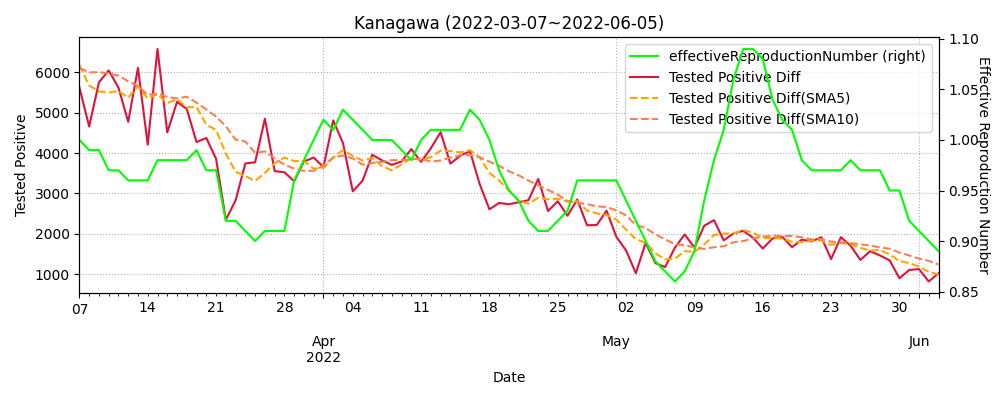 Kanagawa (2022-03-07~2022-06-05)
effectiveReproductionNumber (right)
Tested Positive Diff
Tested Positive Diff(SMA5)
Tested Positive Diff(SMA10)
Tested Positive
6000
5000
4000
3000
2000
1000
Effective Reproduction Number
1.10
1.05
1.00
0.95
0.90
0.85
07 14 21 28 04 11 18 25 02 09 16 23 30
Apr May Jun
2022
Date